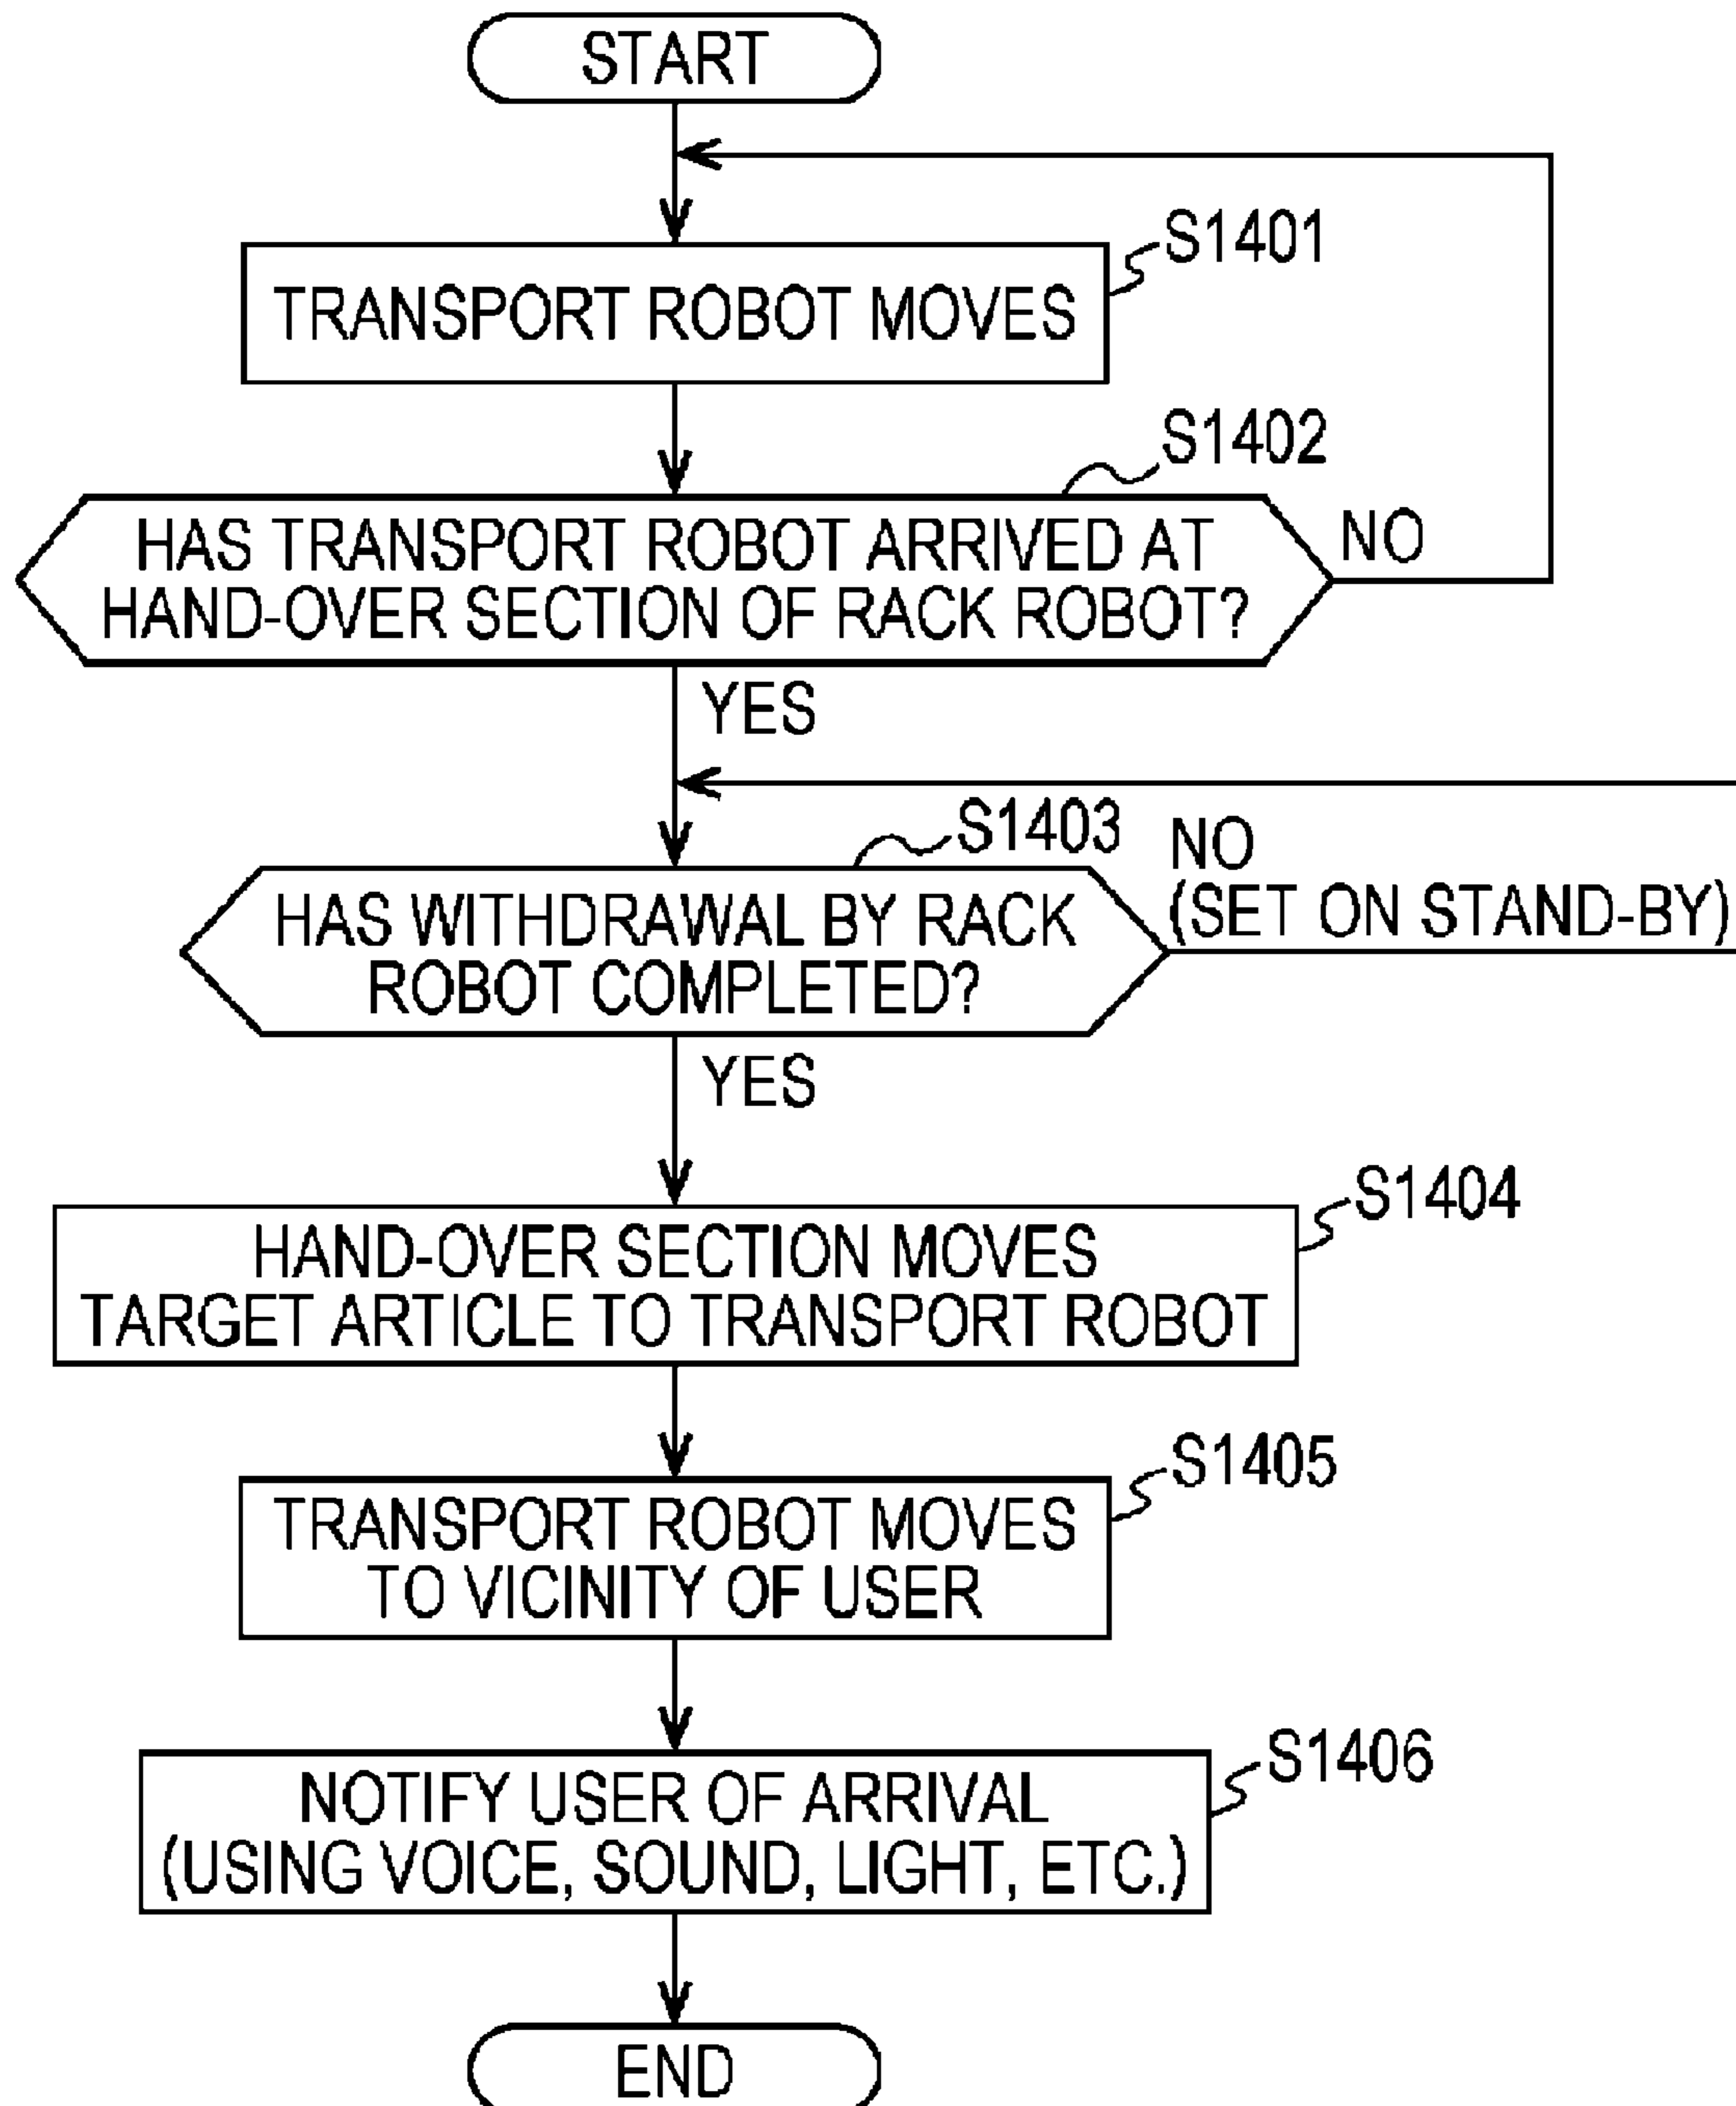 START
S1401
TRANSPORT ROBOT MOVES
S1402
HAS TRANSPORT ROBOT ARRIVED AT
HAND-OVER SECTION OF RACK ROBOT?
NO
YES
S1403
HAS WITHDRAWAL BY RACK
ROBOT COMPLETED?
NO
(SET ON STAND-BY)
YES
S1404
HAND-OVER SECTION MOVES
TARGET ARTICLE TO TRANSPORT ROBOT
S1405
TRANSPORT ROBOT MOVES
TO VICINITY OF USER
S1406
NOTIFY USER OF ARRIVAL
(USING VOICE, SOUND, LIGHT, ETC.)
END